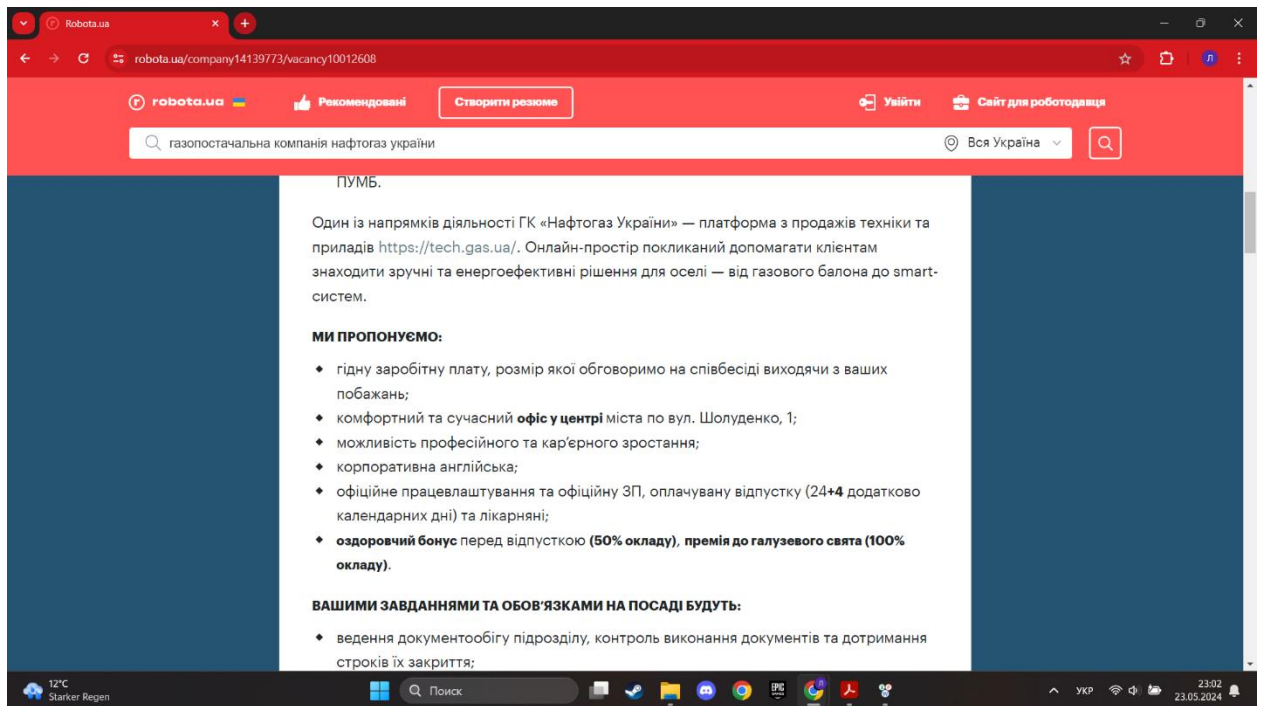 Robota.ua
robota.ua/company14139773/vacancy10012608
л
robota.ua
Рекомендовані
Створити резюме
Увійти
Сайт для роботодавця
газопостачальна компанія нафтогаз україни
Вся Україна
ПУМБ.
Один із напрямків діяльності ГК «Нафтогаз України» — платформа з продажів техніки та
приладів https://tech.gas.ua/. Онлайн-простір покликаний допомагати клієнтам
знаходити зручні та енергоефективні рішення для оселі — від газового балона до smart-
систем.
МИ ПРОПОНУЄМО:
гідну заробітну плату, розмір якої обговоримо на співбесіді виходячи з ваших
побажань;
комфортний та сучасний офіс у центрі міста по вул. Шолуденко, 1;
можливість професійного та кар’єрного зростання;
корпоративна англійська;
офіційне працевлаштування та офіційну ЗП, оплачувану відпустку (24+4 додатково
календарних дні) та лікарняні;
оздоровчий бонус перед відпусткою (50% окладу), премія до галузевого свята (100%
окладу).
ВАШИМИ ЗАВДАННЯМИ ТА ОБОВ’ЯЗКАМИ НА ПОСАДІ БУДУТЬ:
ведення документообігу підрозділу, контроль виконання документів та дотримання
строків їх закриття;
12°C
Starker Regen
Поиск
EPIC
УКР
23:02
23.05.2024